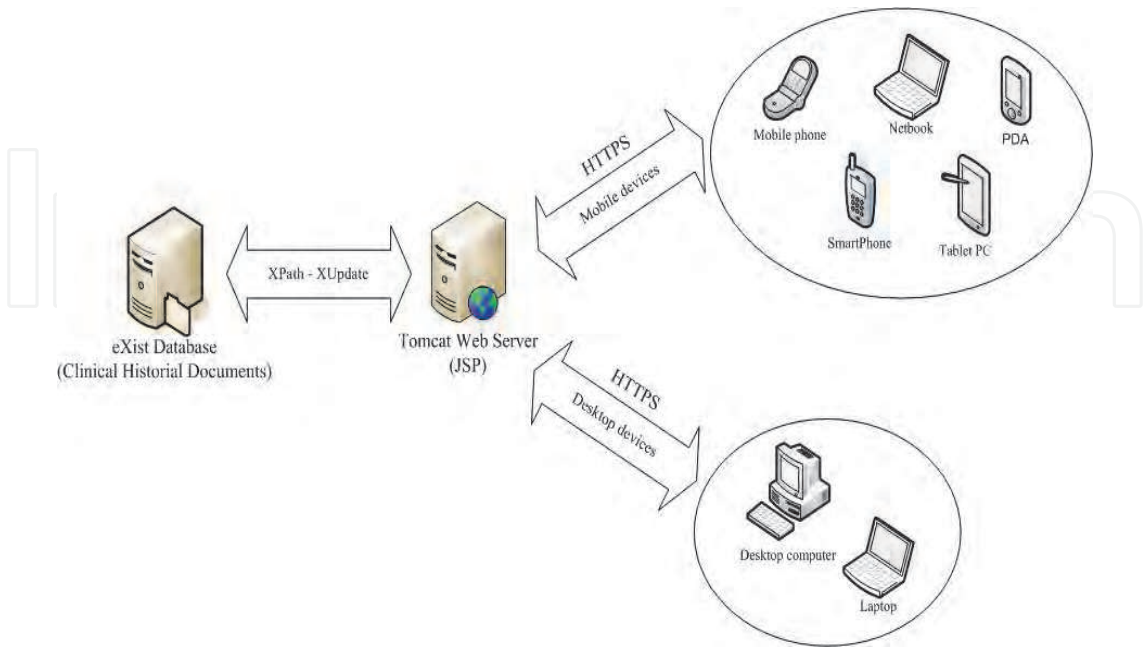 Mobile phone
Netbook
PDA
SmartPhone
Tablet PC
HTTPS
Mobile devices
XPath - XUpdate
eXist Database
(Clinical Historial Documents)
Tomcat Web Server
(JSP)
HTTPS
Desktop devices
Desktop computer
Laptop